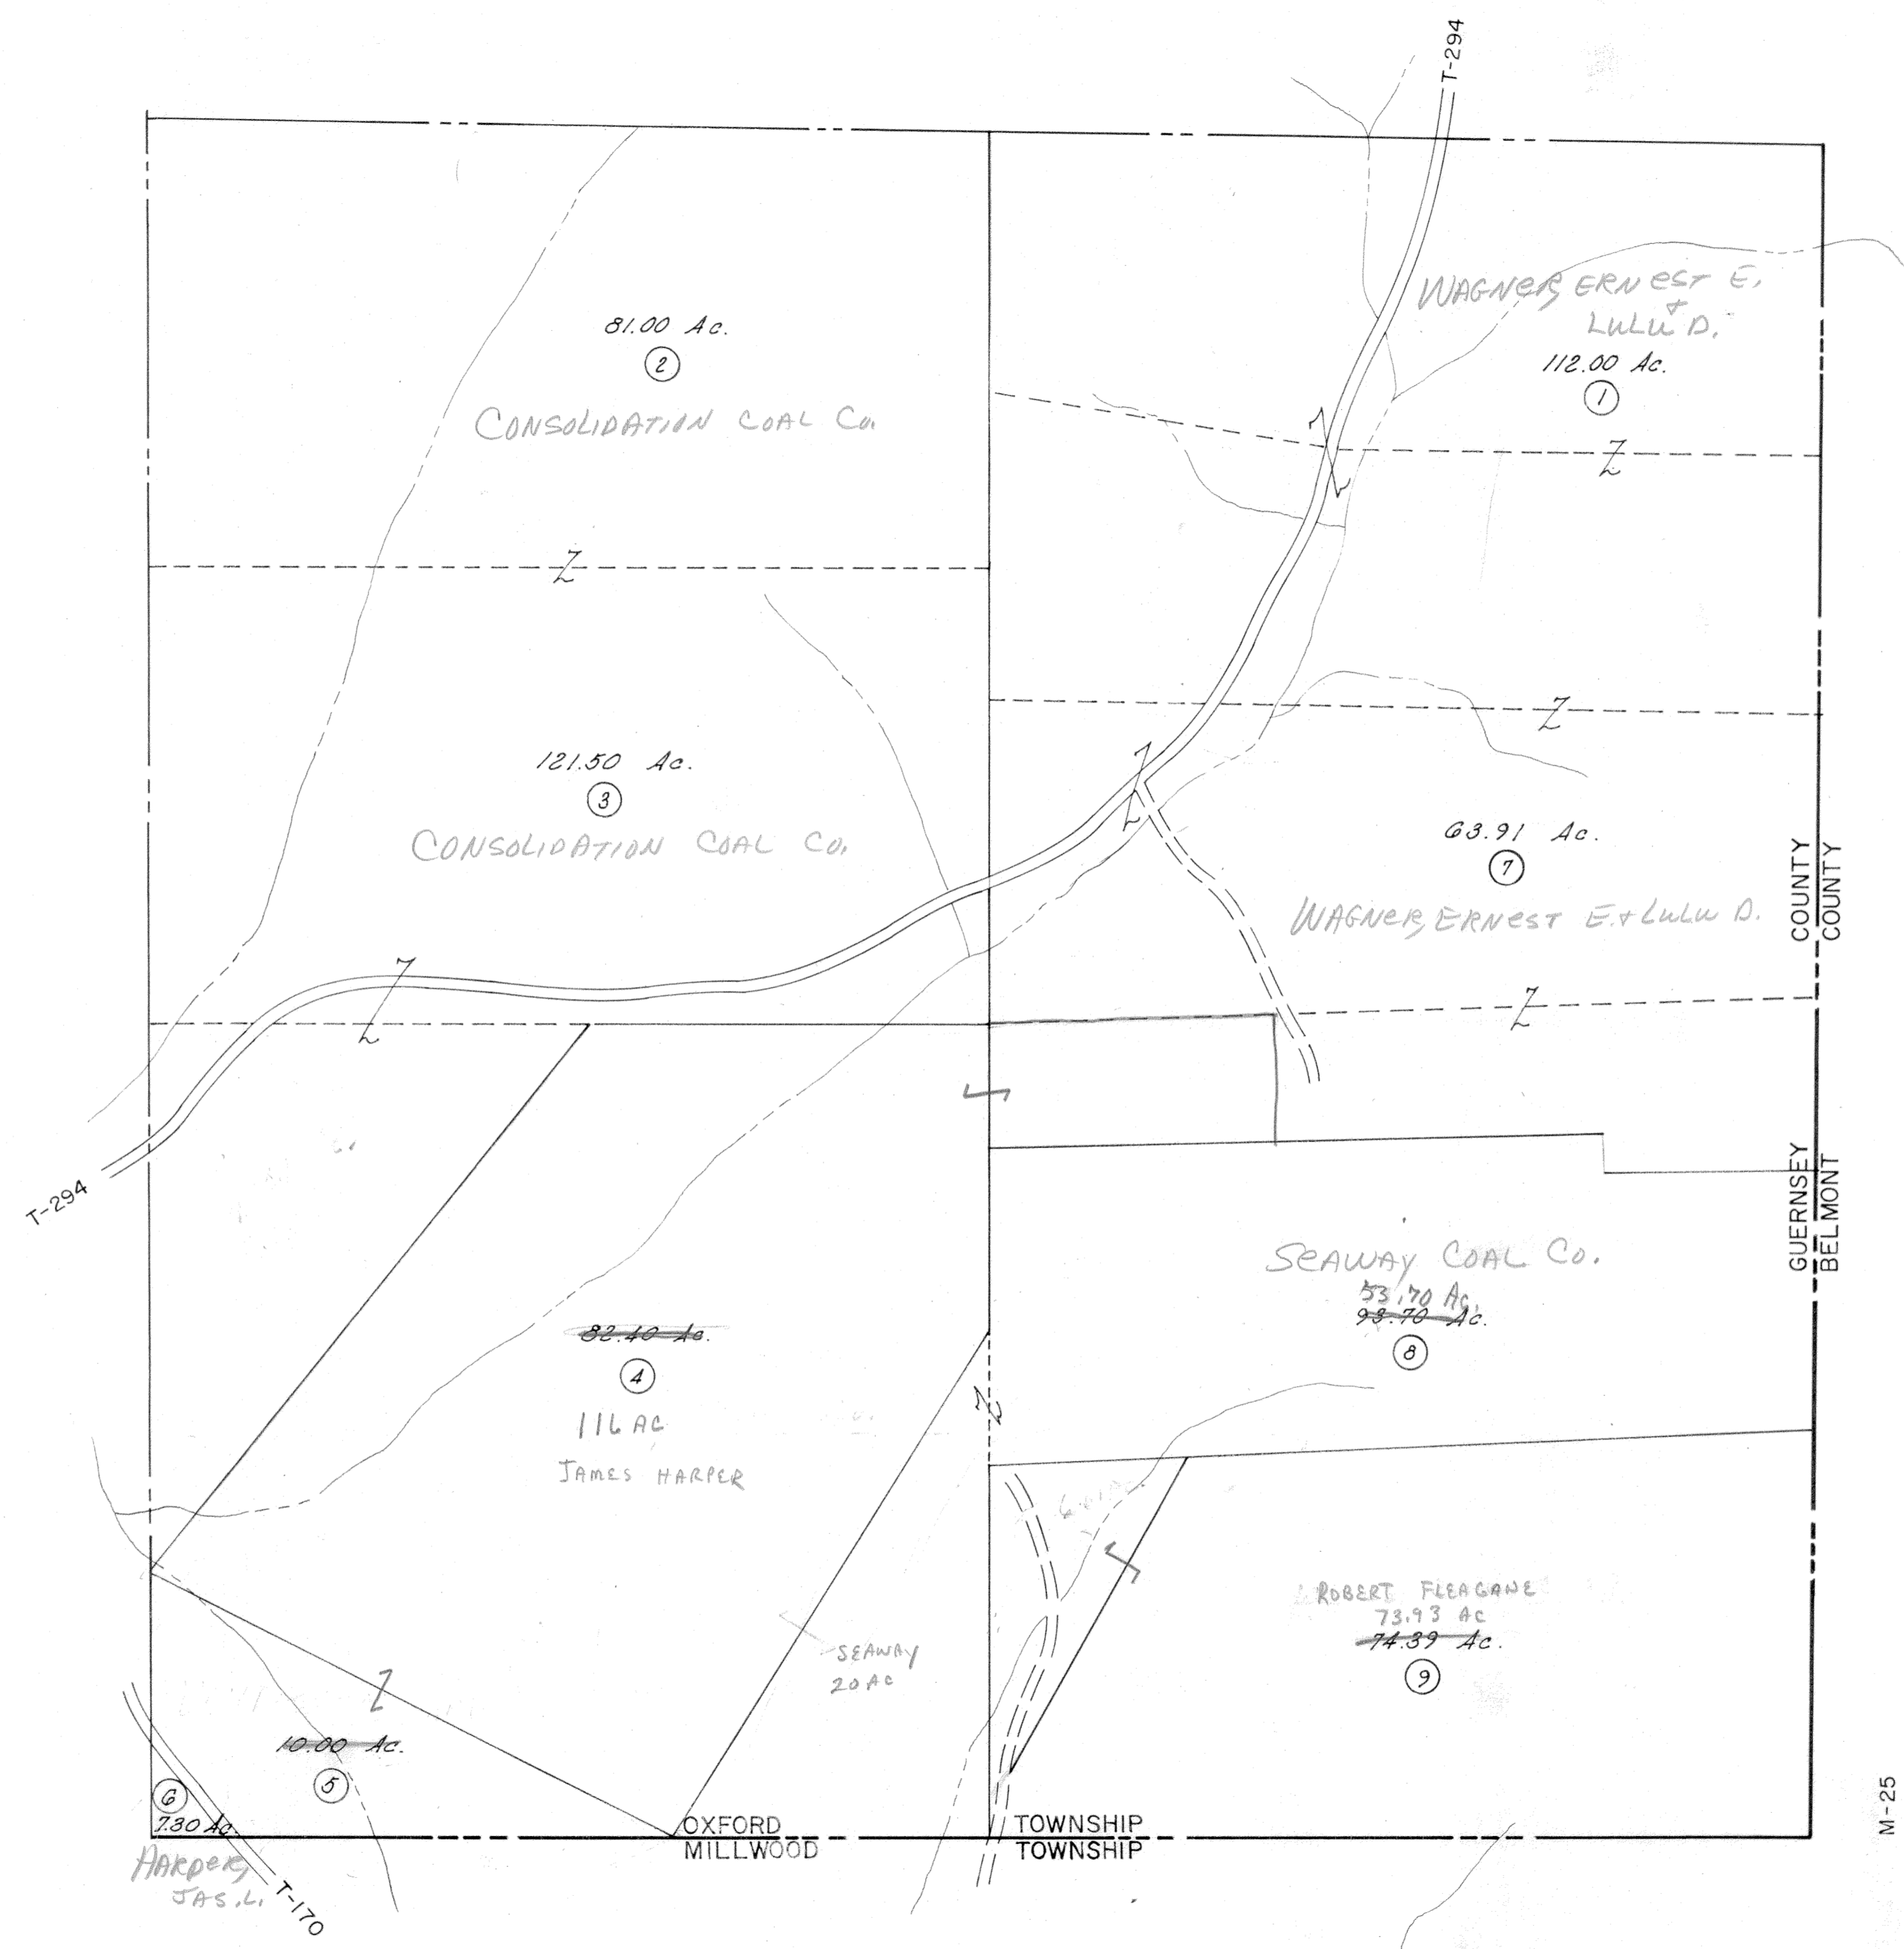 T-294
WAGNER, ERNEST E.
+
LULU D.
112.00 Ac.
1
81.00 Ac.
2
CONSOLIDATION COAL CO.
Z
Z
Z
121.50 Ac.
3
CONSOLIDATION COAL CO.
63.91 Ac.
7
WAGNER, ERNEST E. + LULU D.
COUNTY
COUNTY
Z
T-294
GUERNSEY
BELMONT
SEAWAY COAL CO.
53.70 Ac.
93.70 Ac.
8
82.40 Ac.
4
116 AC
JAMES HARPER
ROBERT FLEAGANE
73.93 AC
74.39 Ac.
9
SEAWAY
20 AC
Z
10.00 Ac.
5
6
7.30 Ac.
OXFORD TOWNSHIP
MILLWOOD TOWNSHIP
HARPER,
JAS. L.
T-170
M-25